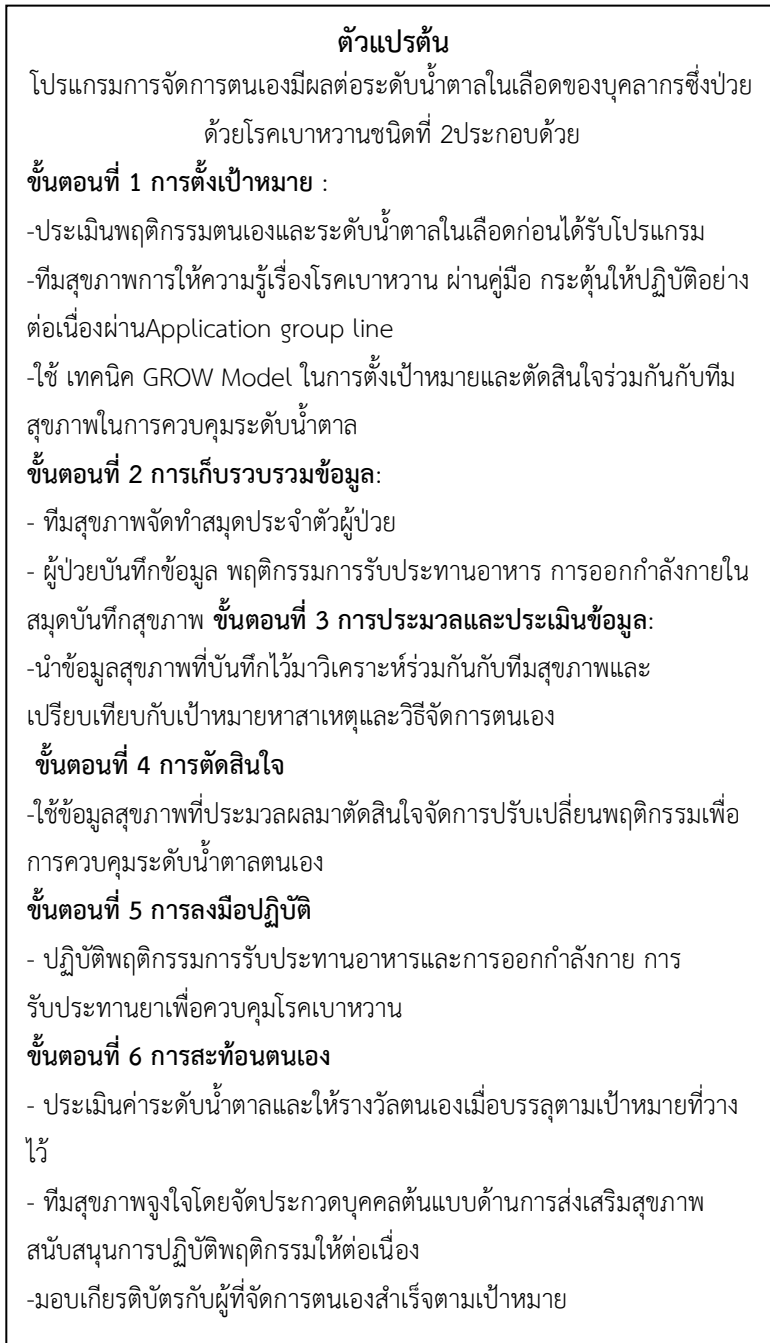 ตัวแปรต้น
โปรแกรมการจัดการตนเองมีผลต่อระดับน้ำตาลในเลือดของบุคลากรซึ่งป่วย
ด้วยโรคเบาหวานชนิดที่ 2ประกอบด้วย
ขั้นตอนที่ 1 การตั้งเป้าหมาย :
-ประเมินพฤติกรรมตนเองและระดับน้ำตาลในเลือดก่อนได้รับโปรแกรม
-ทีมสุขภาพการให้ความรู้เรื่องโรคเบาหวาน ผ่านคู่มือ กระตุ้นให้ปฏิบัติอย่าง
ต่อเนื่องผ่านApplication group line
-ใช้ เทคนิค GROW Model ในการตั้งเป้าหมายและตัดสินใจร่วมกันกับทีม
สุขภาพในการควบคุมระดับน้ำตาล
ขั้นตอนที่ 2 การเก็บรวบรวมข้อมูล:
- ทีมสุขภาพจัดทำสมุดประจำตัวผู้ป่วย
- ผู้ป่วยบันทึกข้อมูล พฤติกรรมการรับประทานอาหาร การออกกำลังกายใน
สมุดบันทึกสุขภาพ ขั้นตอนที่ 3 การประมวลและประเมินข้อมูล:
-นำข้อมูลสุขภาพที่บันทึกไว้มาวิเคราะห์ร่วมกันกับทีมสุขภาพและ
เปรียบเทียบกับเป้าหมายหาสาเหตุและวิธีจัดการตนเอง
ขั้นตอนที่ 4 การตัดสินใจ
-ใช้ข้อมูลสุขภาพที่ประมวลผลมาตัดสินใจจัดการปรับเปลี่ยนพฤติกรรมเพื่อ
การควบคุมระดับน้ำตาลตนเอง
ขั้นตอนที่ 5 การลงมือปฏิบัติ
- ปฏิบัติพฤติกรรมการรับประทานอาหารและการออกกำลังกาย การ
รับประทานยาเพื่อควบคุมโรคเบาหวาน
ขั้นตอนที่ 6 การสะท้อนตนเอง
- ประเมินค่าระดับน้ำตาลและให้รางวัลตนเองเมื่อบรรลุตามเป้าหมายที่วาง
ไว้
- ทีมสุขภาพจูงใจโดยจัดประกวดบุคคลต้นแบบด้านการส่งเสริมสุขภาพ
สนับสนุนการปฏิบัติพฤติกรรมให้ต่อเนื่อง
-มอบเกียรติบัตรกับผู้ที่จัดการตนเองสำเร็จตามเป้าหมาย